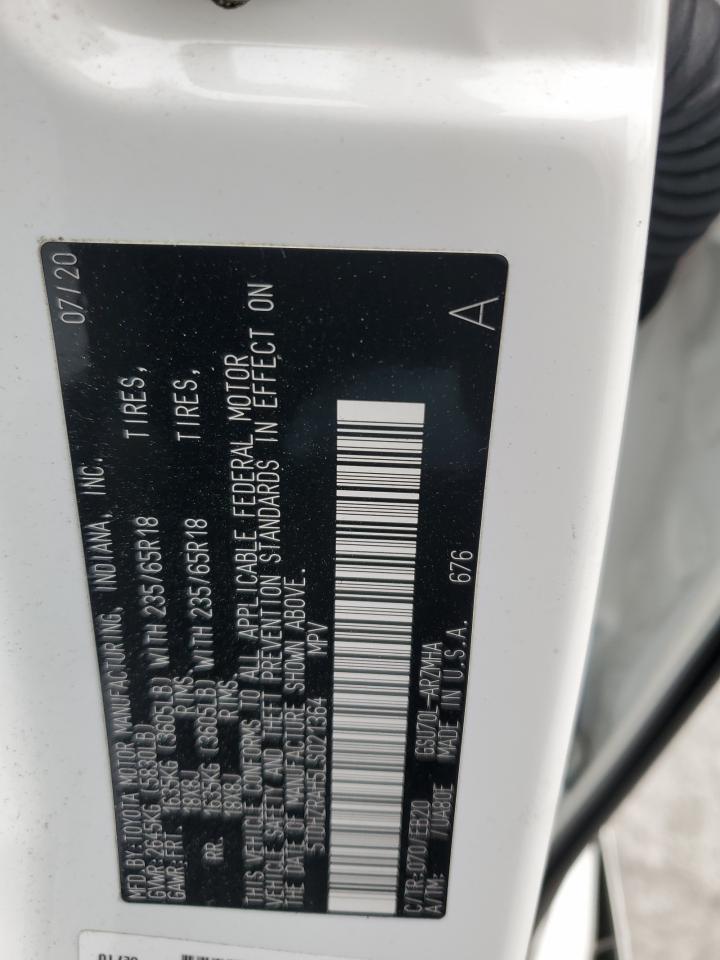 MFD.BY:TOYOTA MOTOR MANUFACTURING, INDIANA, INC. 07/20
GVWR:2645KG (5830LB)
GAWR:FRT. 1635KG (3605LB) WITH 235/65R18 TIRES,
18X8J RIMS.
RR. 1635KG (3605LB) WITH 235/65R18 TIRES,
18X8J RIMS.
THIS VEHICLE CONFORMS TO ALL APPLICABLE FEDERAL MOTOR
VEHICLE SAFETY AND THEFT PREVENTION STANDARDS IN EFFECT ON
THE DATE OF MANUFACTURE SHOWN ABOVE.
5TDHZRAH5LS021364 MPV
C/TR:070/EB20 GSU70L-ARZMHA A
A/TM: /UA80E MADE IN U.S.A. 676